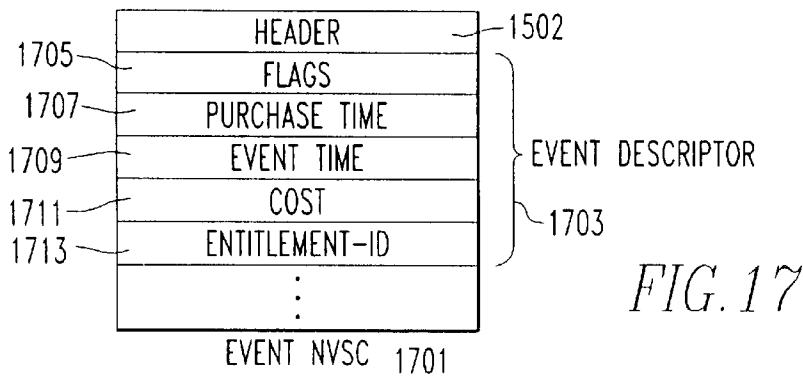 HEADER 1502
1705 FLAGS
1707 PURCHASE TIME
1709 EVENT TIME
EVENT DESCRIPTOR
1711 COST
1703
1713 ENTITLEMENT-ID
FIG. 17
EVENT NVSC 1701